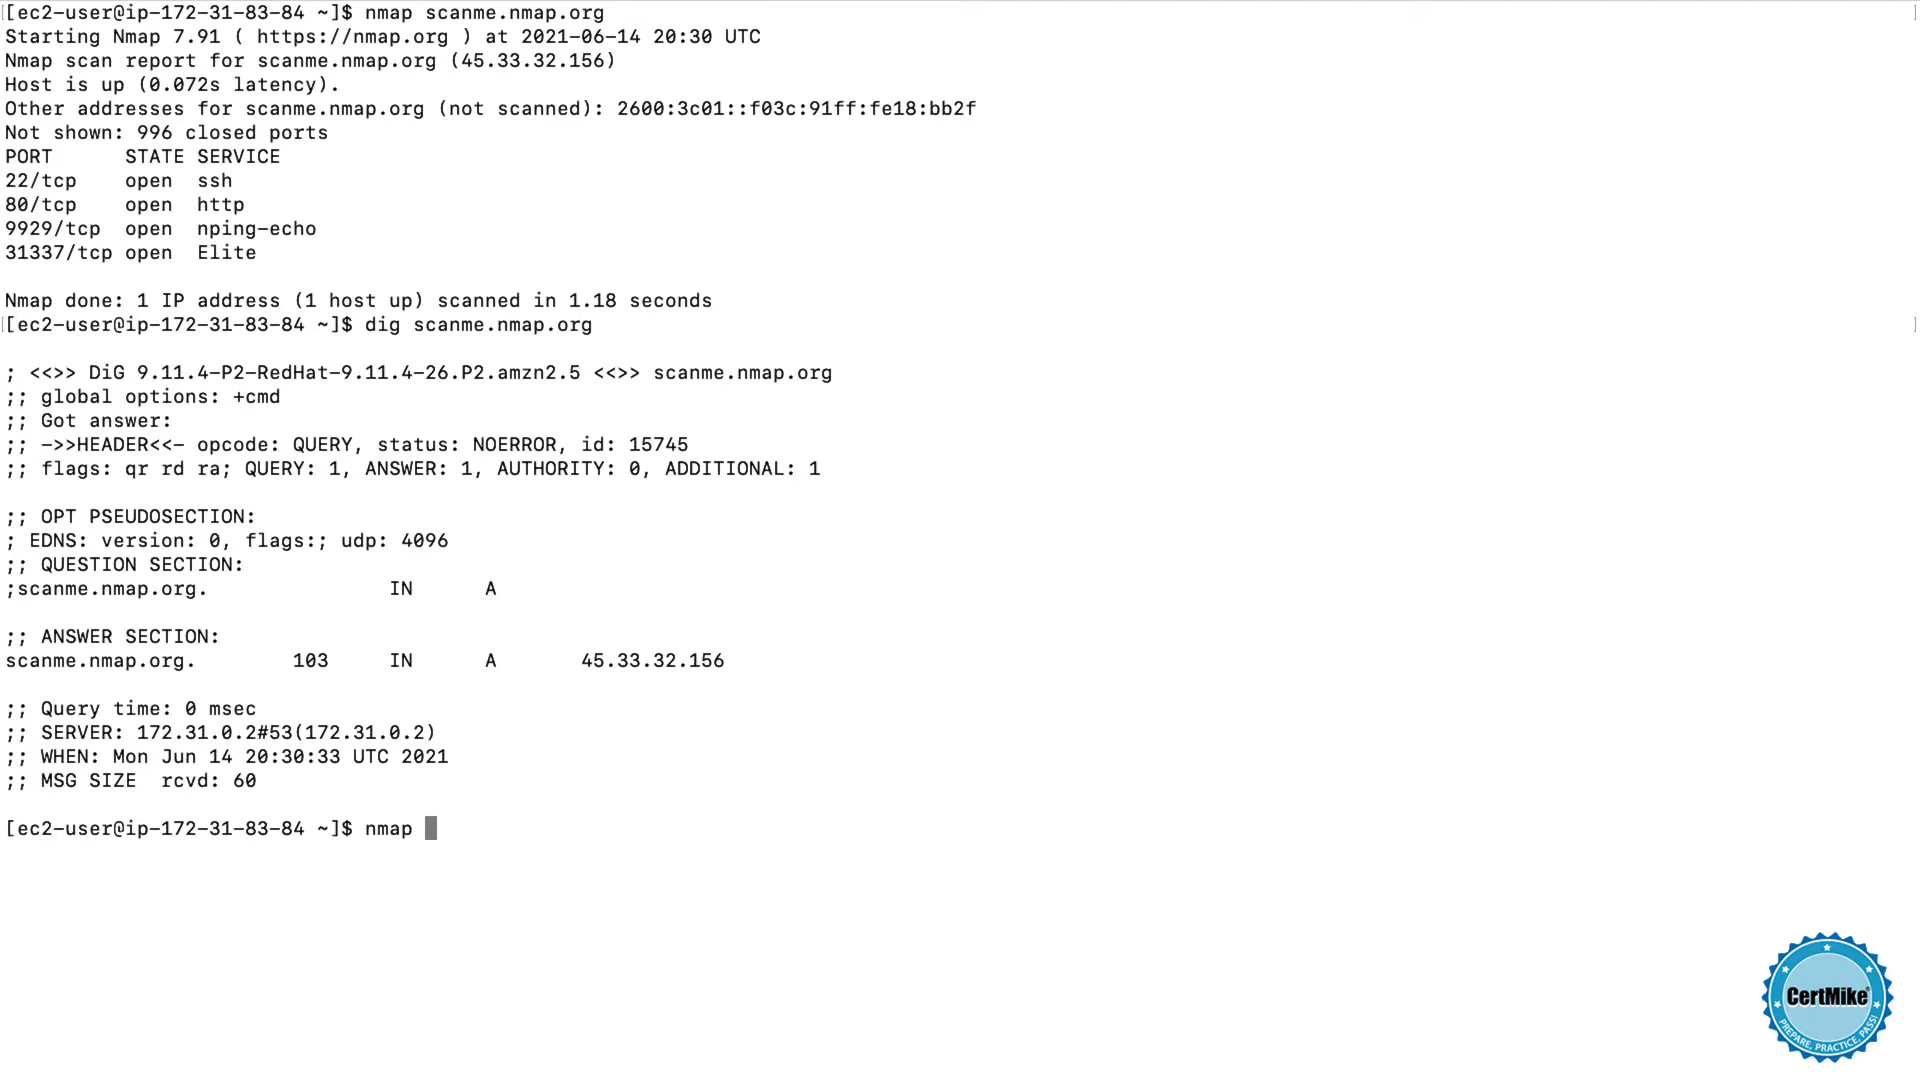 [ec2-user@ip-172-31-83-84 ~]$ nmap scanme.nmap.org
Starting Nmap 7.91 ( https://nmap.org ) at 2021-06-14 20:30 UTC
Nmap scan report for scanme.nmap.org (45.33.32.156)
Host is up (0.072s latency).
Other addresses for scanme.nmap.org (not scanned): 2600:3c01::f03c:91ff:fe18:bb2f
Not shown: 996 closed ports
PORT      STATE SERVICE
22/tcp    open  ssh
80/tcp    open  http
9929/tcp  open  nping-echo
31337/tcp open  Elite

Nmap done: 1 IP address (1 host up) scanned in 1.18 seconds
[ec2-user@ip-172-31-83-84 ~]$ dig scanme.nmap.org

; <<>> DiG 9.11.4-P2-RedHat-9.11.4-26.P2.amzn2.5 <<>> scanme.nmap.org
;; global options: +cmd
;; Got answer:
;; ->>HEADER<<- opcode: QUERY, status: NOERROR, id: 15745
;; flags: qr rd ra; QUERY: 1, ANSWER: 1, AUTHORITY: 0, ADDITIONAL: 1

;; OPT PSEUDOSECTION:
; EDNS: version: 0, flags:; udp: 4096
;; QUESTION SECTION:
;scanme.nmap.org.               IN      A

;; ANSWER SECTION:
scanme.nmap.org.        103     IN      A       45.33.32.156

;; Query time: 0 msec
;; SERVER: 172.31.0.2#53(172.31.0.2)
;; WHEN: Mon Jun 14 20:30:33 UTC 2021
;; MSG SIZE  rcvd: 60

[ec2-user@ip-172-31-83-84 ~]$ nmap
CertMike®
PREPARE, PRACTICE, PASS!